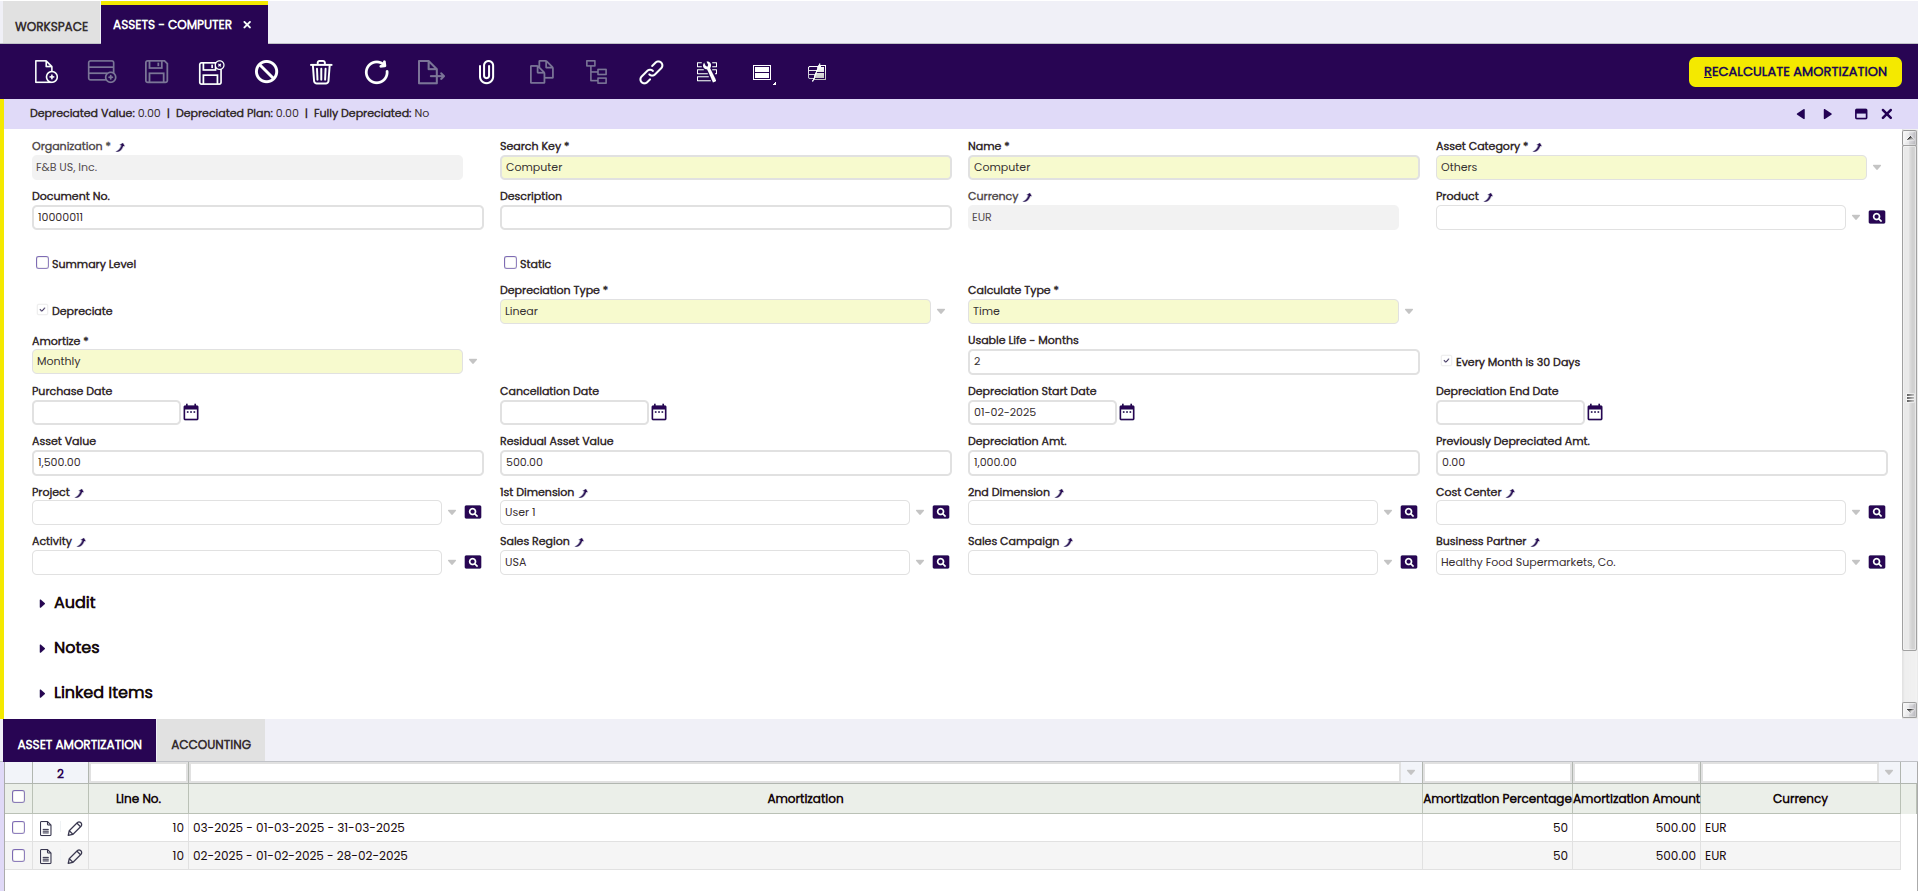 WORKSPACE
ASSETS - COMPUTER ×
RECALCULATE AMORTIZATION
Depreciated Value: 0.00 | Depreciated Plan: 0.00 | Fully Depreciated: No
Organization * Search Key * Name * Asset Category *
F&B US, Inc. Computer Computer Others
Document No. Description Currency Product
10000011 EUR
Summary Level Static
Depreciation Type * Calculate Type *
Depreciate Linear Time
Amortize * Usable Life - Months
Monthly 2 Every Month is 30 Days
Purchase Date Cancellation Date Depreciation Start Date Depreciation End Date
01-02-2025
Asset Value Residual Asset Value Depreciation Amt. Previously Depreciated Amt.
1,500.00 500.00 1,000.00 0.00
Project 1st Dimension 2nd Dimension Cost Center
User 1
Activity Sales Region Sales Campaign Business Partner
USA Healthy Food Supermarkets, Co.
Audit
Notes
Linked Items
ASSET AMORTIZATION ACCOUNTING
2
Line No. Amortization Amortization Percentage Amortization Amount Currency
10 03-2025 - 01-03-2025 - 31-03-2025 50 500.00 EUR
10 02-2025 - 01-02-2025 - 28-02-2025 50 500.00 EUR